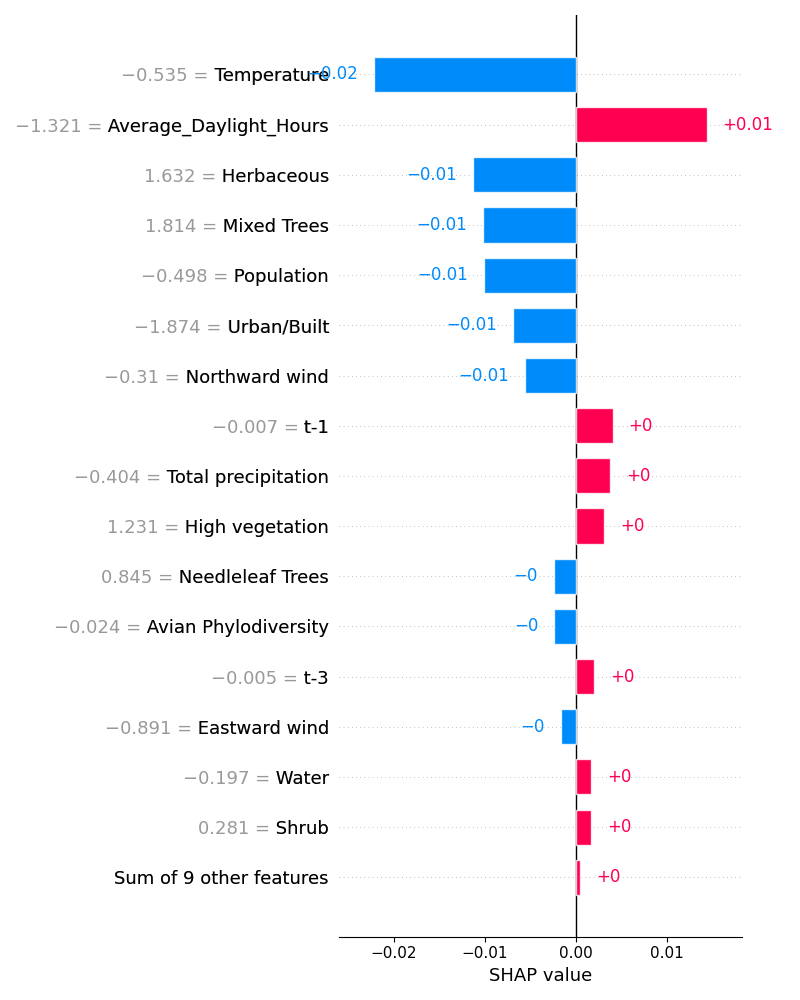 −0.535 = Temperature −0.02
−1.321 = Average_Daylight_Hours +0.01
1.632 = Herbaceous −0.01
1.814 = Mixed Trees −0.01
−0.498 = Population −0.01
−1.874 = Urban/Built −0.01
−0.31 = Northward wind −0.01
−0.007 = t-1 +0
−0.404 = Total precipitation +0
1.231 = High vegetation +0
0.845 = Needleleaf Trees −0
−0.024 = Avian Phylodiversity −0
−0.005 = t-3 +0
−0.891 = Eastward wind −0
−0.197 = Water +0
0.281 = Shrub +0
Sum of 9 other features +0
−0.02 −0.01 0.00 0.01
SHAP value